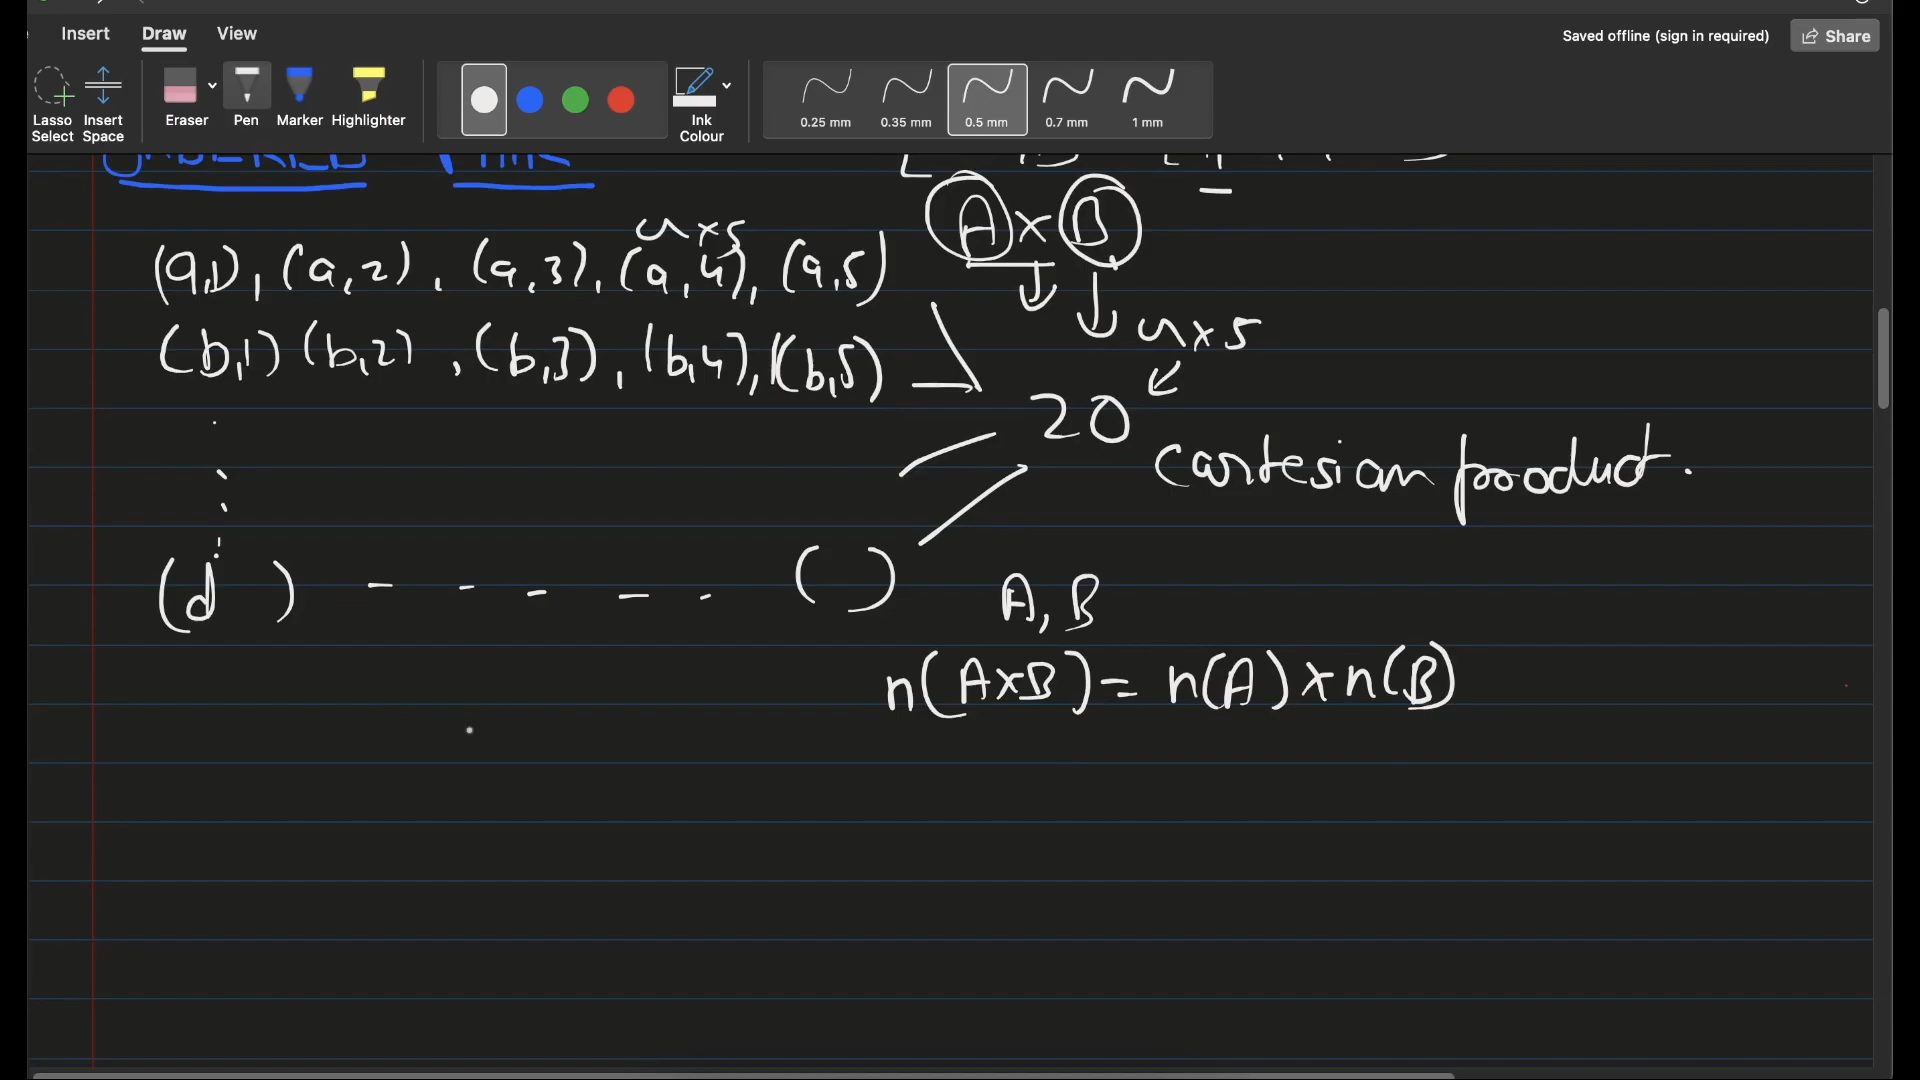 Insert Draw View
Saved offline (sign in required) Share
Lasso Select Insert Space Eraser Pen Marker Highlighter Ink Colour 0.25 mm 0.35 mm 0.5 mm 0.7 mm 1 mm
A × B
4 × 5
(a,1), (a,2), (a,3), (a,4), (a,5)
(b,1) (b,2), (b,3), (b,4), (b,5)
4 × 5
20
cartesian product.
(d ) - - - - . ( )
A, B
n(A×B) = n(A) × n(B)